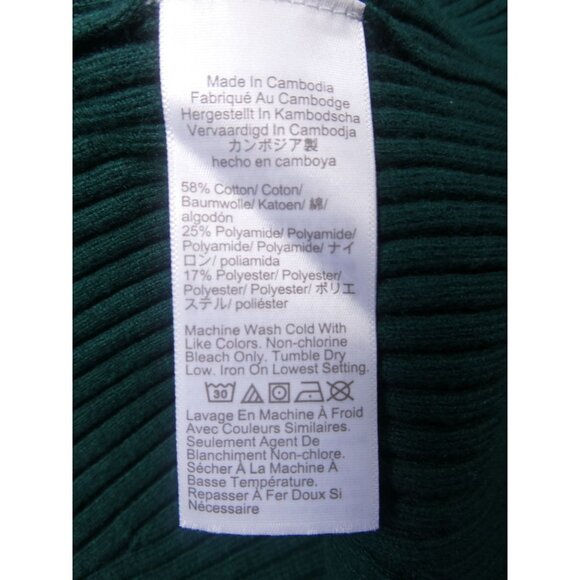 Made In Cambodia
Fabriqué Au Cambodge
Hergestellt In Kambodscha
Vervaardigd In Cambodja
カンボジア製
hecho en camboya
58% Cotton/ Coton/
Baumwolle/ Katoen/ 綿/
algodón
25% Polyamide/ Polyamide/
Polyamide/ Polyamide/ ナイ
ロン/ poliamida
17% Polyester/ Polyester/
Polyester/ Polyester/ ポリエ
ステル/ poliéster
Machine Wash Cold With
Like Colors. Non-chlorine
Bleach Only. Tumble Dry
Low. Iron On Lowest Setting.
30
Lavage En Machine À Froid
Avec Couleurs Similaires.
Seulement Agent De
Blanchiment Non-chlore.
Sécher À La Machine À
Basse Température.
Repasser À Fer Doux Si
Nécessaire